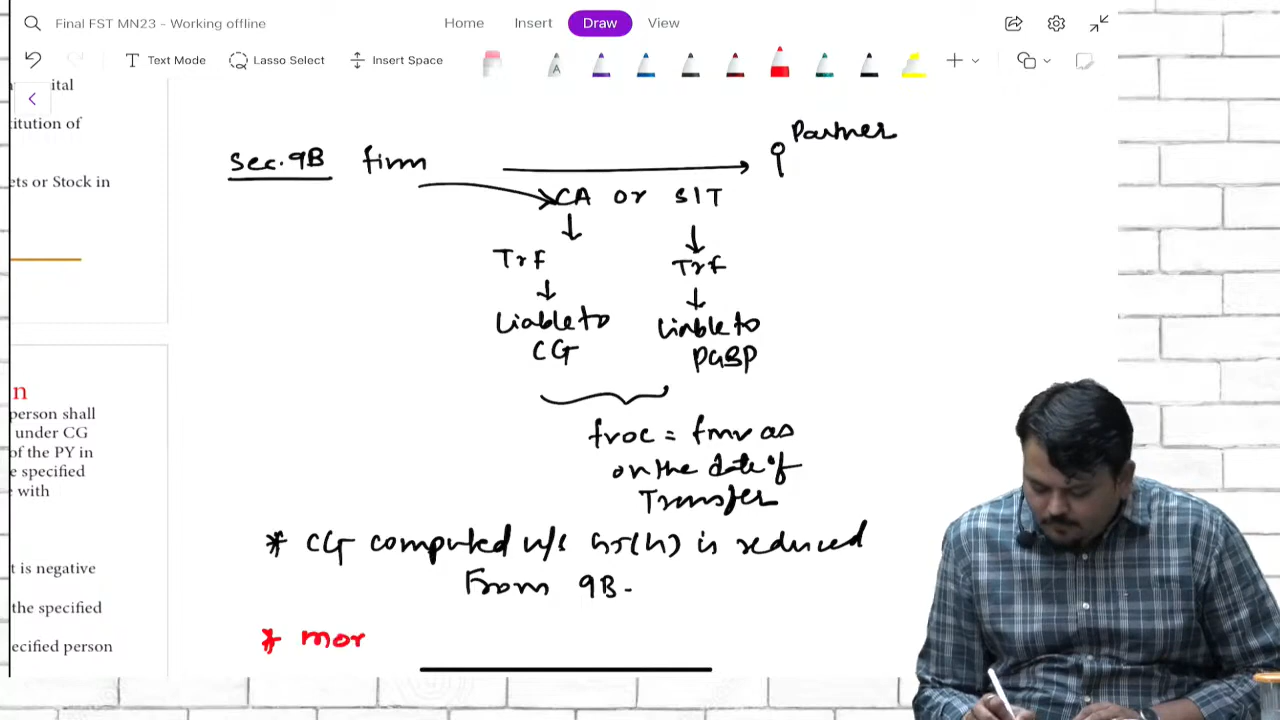 Final FST MN23 - Working offline
Home Insert Draw View
Text Mode Lasso Select Insert Space
ital
titution of
ets or Stock in
n
person shall
under CG
of the PY in
e specified
with
t is negative
the specified
ecified person
Sec. 9B firm Partner
CA or SIT
Trf Trf
Liable to Liable to
CG PGBP
fvoc = fmv as
on the date of
Transfer
* CG computed u/s 45(4) is reduced
From 9B.
* mor